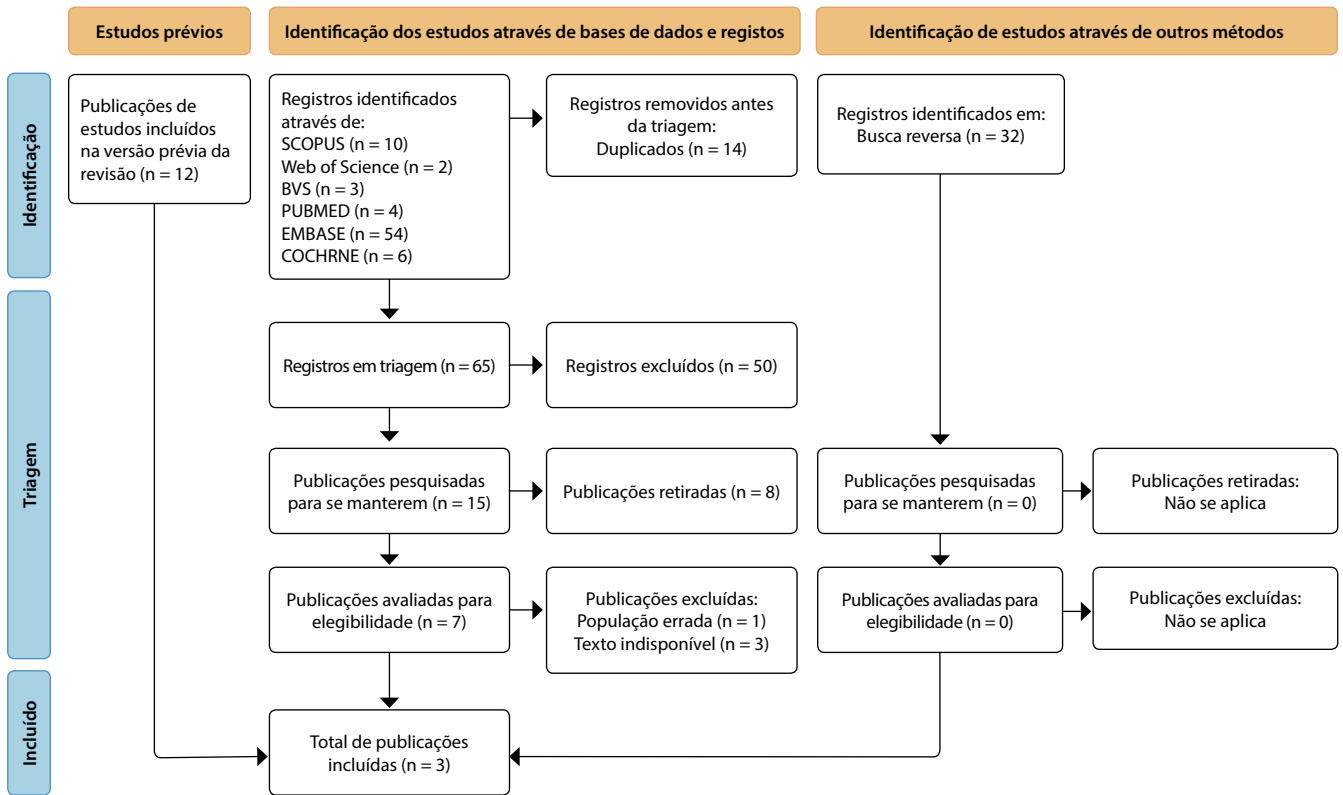 Estudos prévios
Identificação dos estudos através de bases de dados e registos
Identificação de estudos através de outros métodos
Identificação
Publicações de
estudos incluídos
na versão prévia da
revisão (n = 12)
Registros identificados
através de:
SCOPUS (n = 10)
Web of Science (n = 2)
BVS (n = 3)
PUBMED (n = 4)
EMBASE (n = 54)
COCHRNE (n = 6)
Registros removidos antes
da triagem:
Duplicados (n = 14)
Registros identificados em:
Busca reversa (n = 32)
Triagem
Registros em triagem (n = 65)
Registros excluídos (n = 50)
Publicações pesquisadas
para se manterem (n = 15)
Publicações retiradas (n = 8)
Publicações pesquisadas
para se manterem (n = 0)
Publicações retiradas:
Não se aplica
Publicações avaliadas para
elegibilidade (n = 7)
Publicações excluídas:
População errada (n = 1)
Texto indisponível (n = 3)
Publicações avaliadas para
elegibilidade (n = 0)
Publicações excluídas:
Não se aplica
Incluído
Total de publicações
incluídas (n = 3)